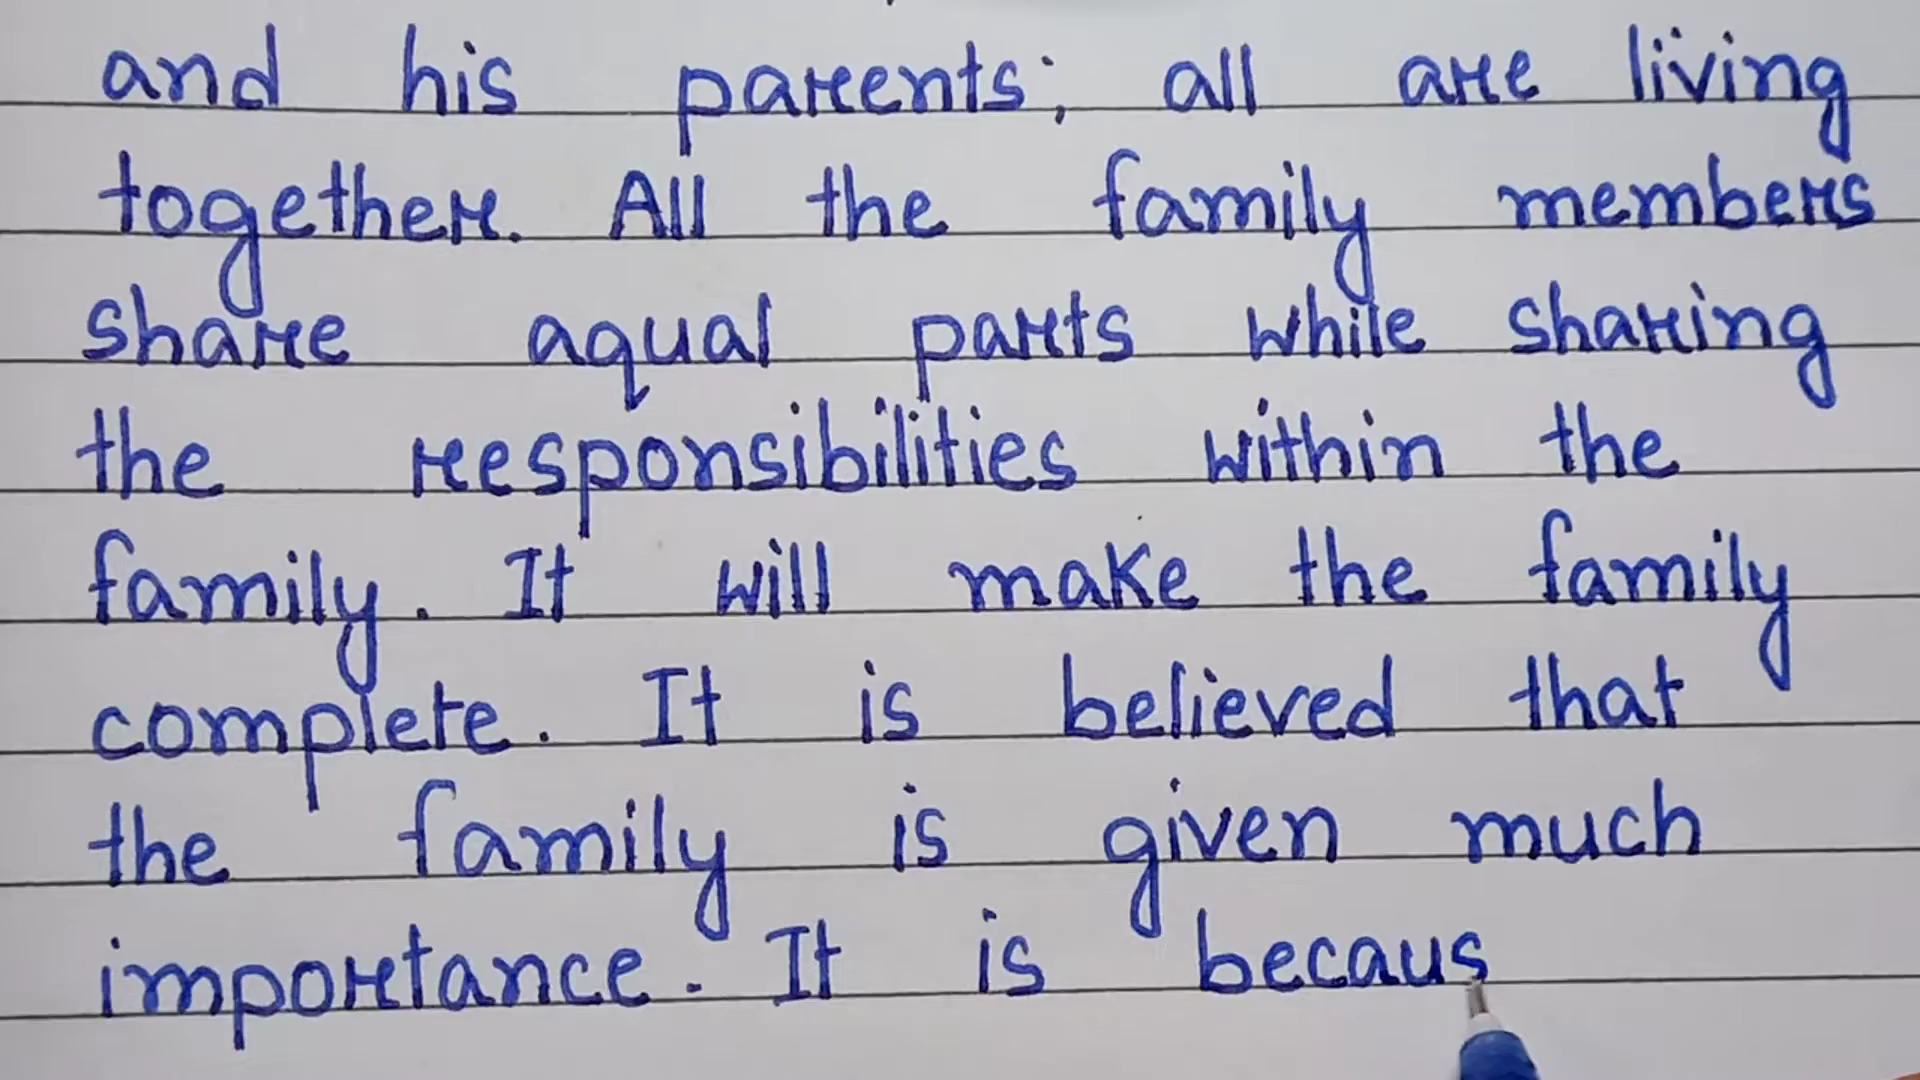 and his parents; all are living
together. All the family members
share aqual parts while sharing
the responsibilities within the
family. It will make the family
complete. It is believed that
the family is given much
importance. It is becaus